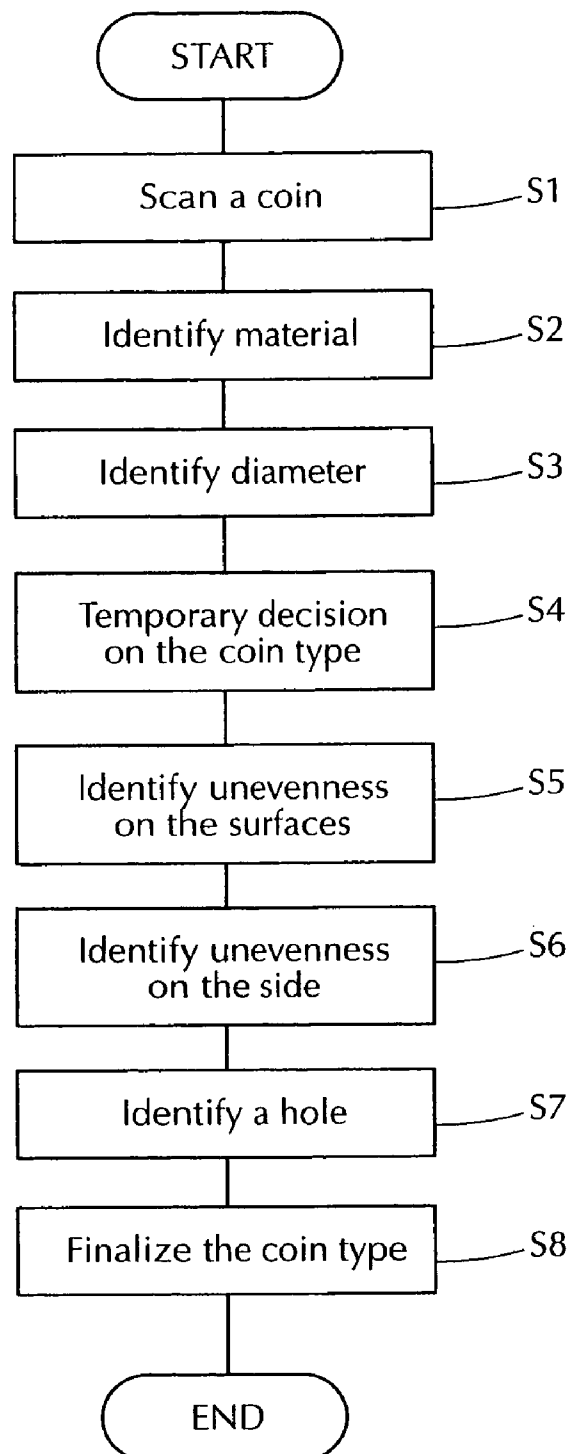 START
Scan a coin
S1
Identify material
S2
Identify diameter
S3
Temporary decision
on the coin type
S4
Identify unevenness
on the surfaces
S5
Identify unevenness
on the side
S6
Identify a hole
S7
Finalize the coin type
S8
END